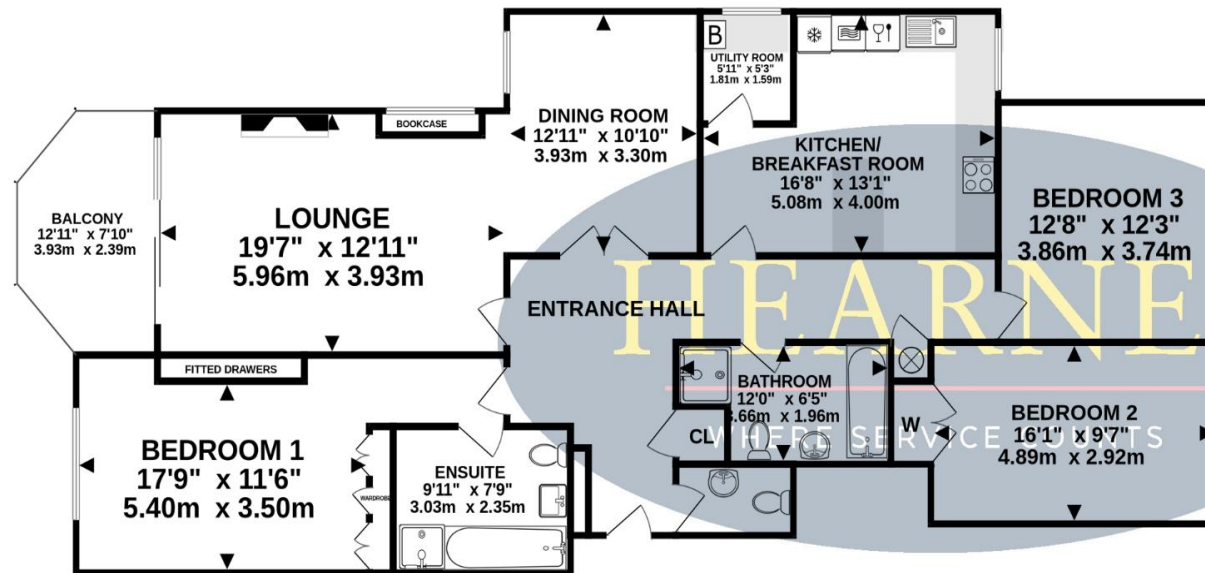 B
UTILITY ROOM
5'11" x 5'3"
1.81m x 1.59m
DINING ROOM
12'11" x 10'10"
3.93m x 3.30m
BOOKCASE
KITCHEN/
BREAKFAST ROOM
16'8" x 13'1"
5.08m x 4.00m
BEDROOM 3
12'8" x 12'3"
3.86m x 3.74m
BALCONY
12'11" x 7'10"
3.93m x 2.39m
LOUNGE
19'7" x 12'11"
5.96m x 3.93m
HEARNE
ENTRANCE HALL
FITTED DRAWERS
BATHROOM
12'0" x 6'5"
3.66m x 1.96m
CL
W
WHERE SERVICE COUNTS
BEDROOM 2
16'1" x 9'7"
4.89m x 2.92m
BEDROOM 1
17'9" x 11'6"
5.40m x 3.50m
WARDROBE
ENSUITE
9'11" x 7'9"
3.03m x 2.35m